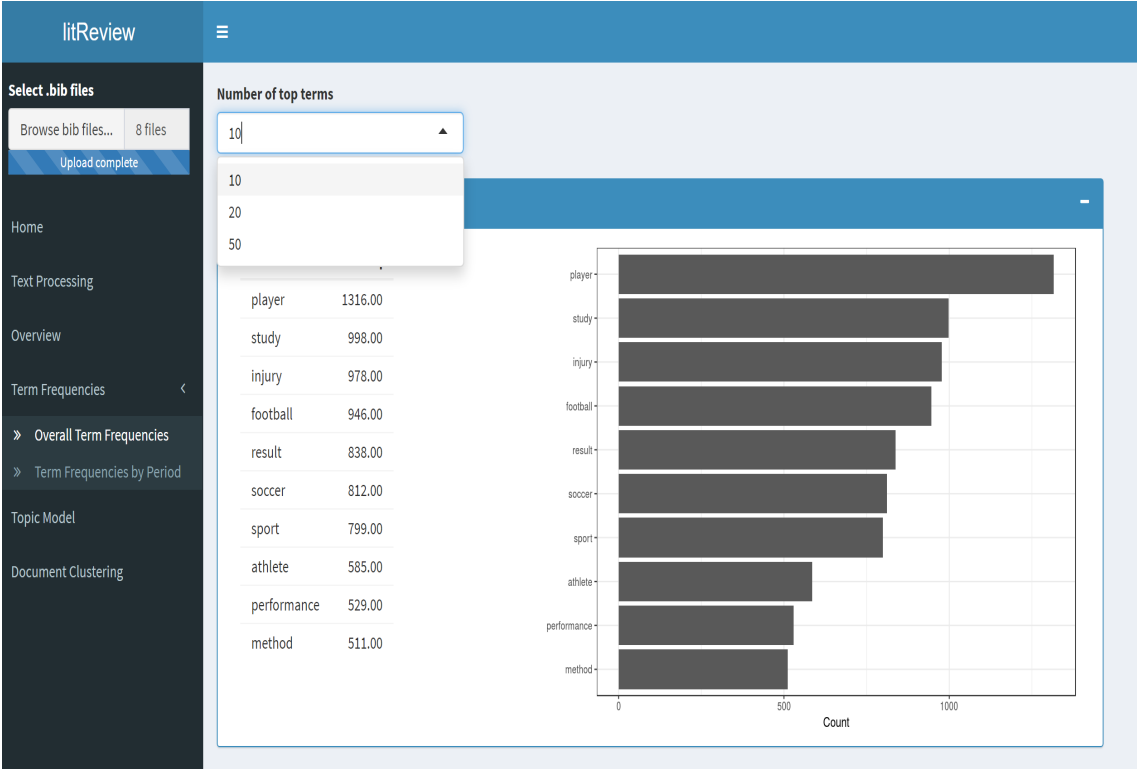 litReview
Select .bib files
Browse bib files... 8 files
Upload complete
Home
Text Processing
Overview
Term Frequencies
» Overall Term Frequencies
» Term Frequencies by Period
Topic Model
Document Clustering
Number of top terms
10
10
20
50
player 1316.00
study 998.00
injury 978.00
football 946.00
result 838.00
soccer 812.00
sport 799.00
athlete 585.00
performance 529.00
method 511.00
player
study
injury
football
result
soccer
sport
athlete
performance
method
0 500 1000
Count